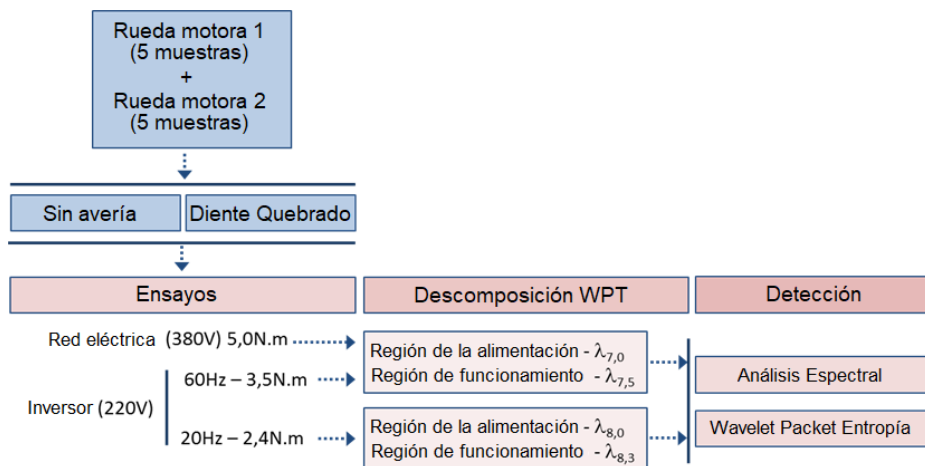 Rueda motora 1
(5 muestras)
+
Rueda motora 2
(5 muestras)
Sin avería
Diente Quebrado
Ensayos
Descomposición WPT
Detección
Red eléctrica (380V) 5,0N.m
Inversor (220V)
60Hz – 3,5N.m
20Hz – 2,4N.m
Región de la alimentación - λ7,0
Región de funcionamiento - λ7,5
Región de la alimentación - λ8,0
Región de funcionamiento - λ8,3
Análisis Espectral
Wavelet Packet Entropía